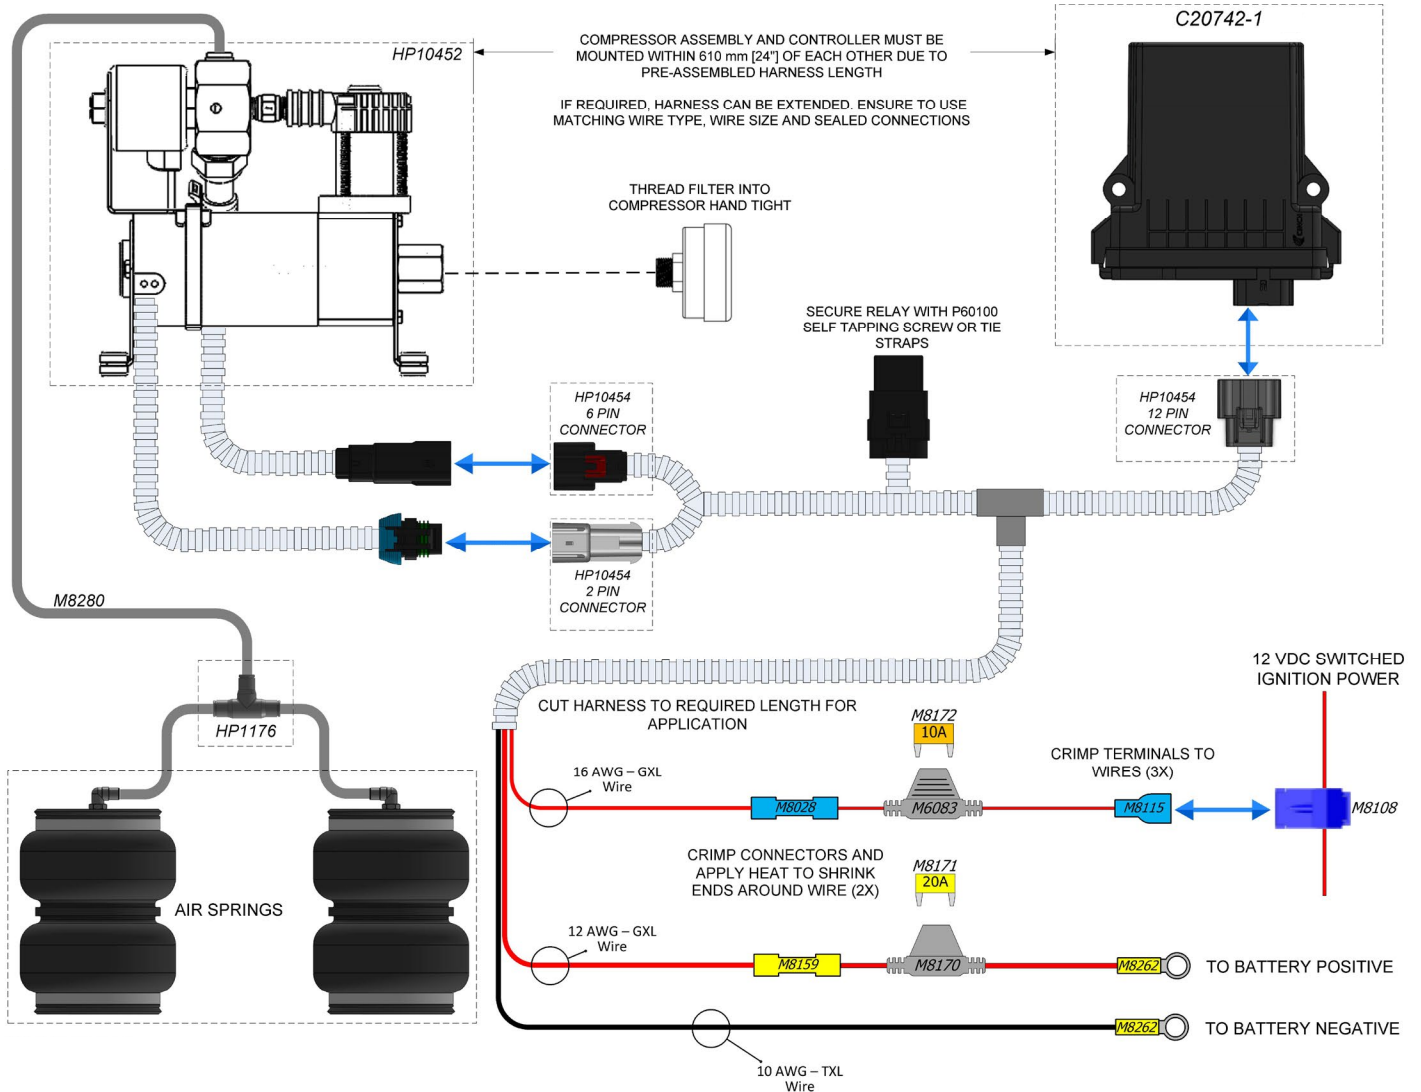 HP10452
COMPRESSOR ASSEMBLY AND CONTROLLER MUST BE
MOUNTED WITHIN 610 mm [24"] OF EACH OTHER DUE TO
PRE-ASSEMBLED HARNESS LENGTH
IF REQUIRED, HARNESS CAN BE EXTENDED. ENSURE TO USE
MATCHING WIRE TYPE, WIRE SIZE AND SEALED CONNECTIONS
C20742-1
THREAD FILTER INTO
COMPRESSOR HAND TIGHT
SECURE RELAY WITH P60100
SELF TAPPING SCREW OR TIE
STRAPS
HP10454
6 PIN
CONNECTOR
HP10454
12 PIN
CONNECTOR
HP10454
2 PIN
CONNECTOR
M8280
HP1176
AIR SPRINGS
CUT HARNESS TO REQUIRED LENGTH FOR
APPLICATION
12 VDC SWITCHED
IGNITION POWER
M8172
10A
CRIMP TERMINALS TO
WIRES (3X)
16 AWG – GXL
Wire
M8028
M6083
M8115
M8108
CRIMP CONNECTORS AND
APPLY HEAT TO SHRINK
ENDS AROUND WIRE (2X)
M8171
20A
12 AWG – GXL
Wire
M8159
M8170
M8262
TO BATTERY POSITIVE
M8262
TO BATTERY NEGATIVE
10 AWG – TXL
Wire